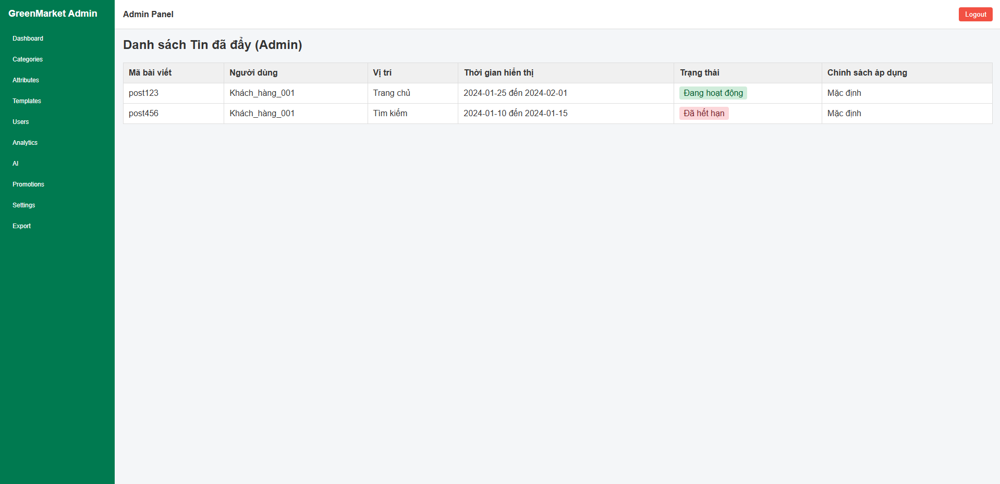 GreenMarket Admin
Dashboard
Categories
Attributes
Templates
Users
Analytics
AI
Promotions
Settings
Export
Admin Panel
Logout
Danh sách Tin đã đẩy (Admin)
Mã bài viết Người dùng Vị trí Thời gian hiển thị Trạng thái Chính sách áp dụng
post123 Khách_hàng_001 Trang chủ 2024-01-25 đến 2024-02-01 Đang hoạt động Mặc định
post456 Khách_hàng_001 Tìm kiếm 2024-01-10 đến 2024-01-15 Đã hết hạn Mặc định